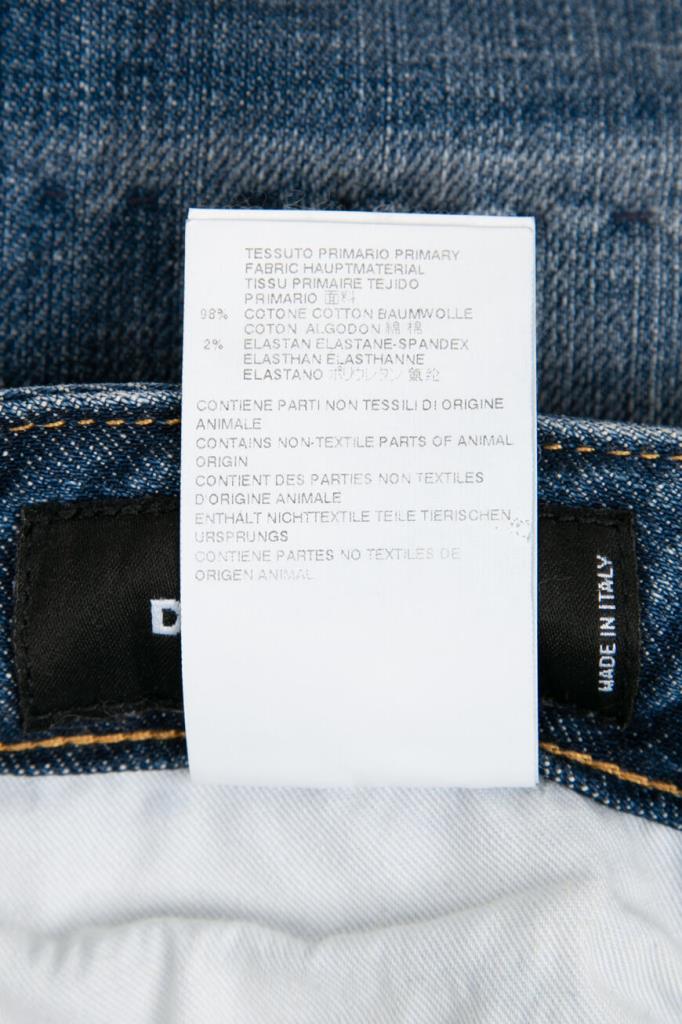 TESSUTO PRIMARIO PRIMARY
FABRIC HAUPTMATERIAL
TISSU PRIMAIRE TEJIDO
PRIMARIO 面料
98% COTONE COTTON BAUMWOLLE
COTON ALGODON 綿 棉
2% ELASTAN ELASTANE-SPANDEX
ELASTHAN ELASTHANNE
ELASTANO ポリウレタン 氨纶
CONTIENE PARTI NON TESSILI DI ORIGINE
ANIMALE
CONTAINS NON-TEXTILE PARTS OF ANIMAL
ORIGIN
CONTIENT DES PARTIES NON TEXTILES
D'ORIGINE ANIMALE
ENTHÄLT NICHTTEXTILE TEILE TIERISCHEN
URSPRUNGS
CONTIENE PARTES NO TEXTILES DE
ORIGEN ANIMAL
D
MADE IN ITALY